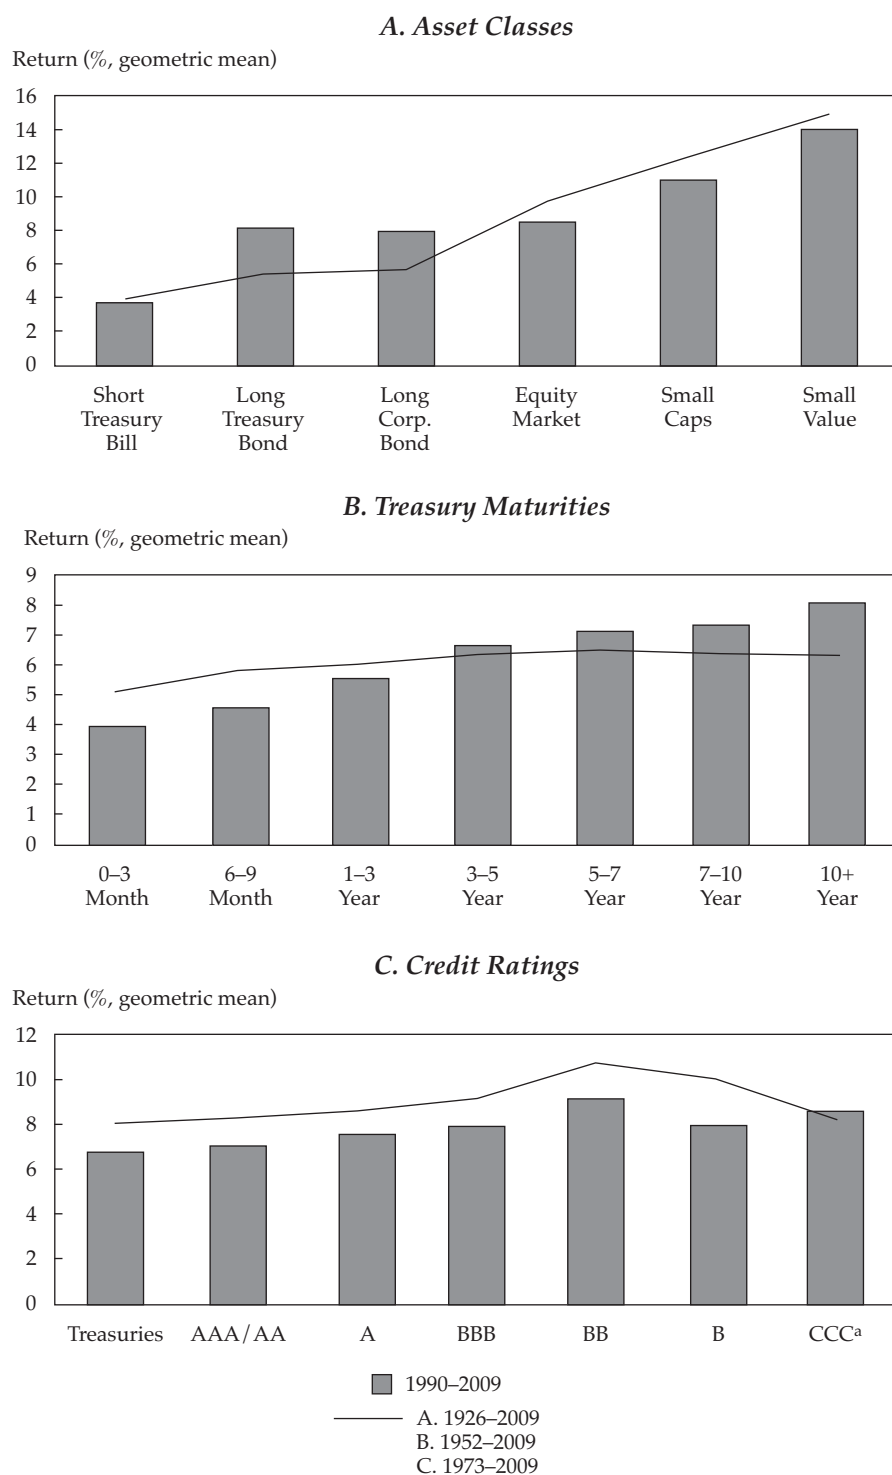 A. Asset Classes
Return (%, geometric mean)
16
14
12
10
8
6
4
2
0
Short Treasury Bill
Long Treasury Bond
Long Corp. Bond
Equity Market
Small Caps
Small Value
B. Treasury Maturities
Return (%, geometric mean)
9
8
7
6
5
4
3
2
1
0
0–3 Month
6–9 Month
1–3 Year
3–5 Year
5–7 Year
7–10 Year
10+ Year
C. Credit Ratings
Return (%, geometric mean)
12
10
8
6
4
2
0
Treasuries
AAA/AA
A
BBB
BB
B
CCCa
1990–2009
A. 1926–2009
B. 1952–2009
C. 1973–2009